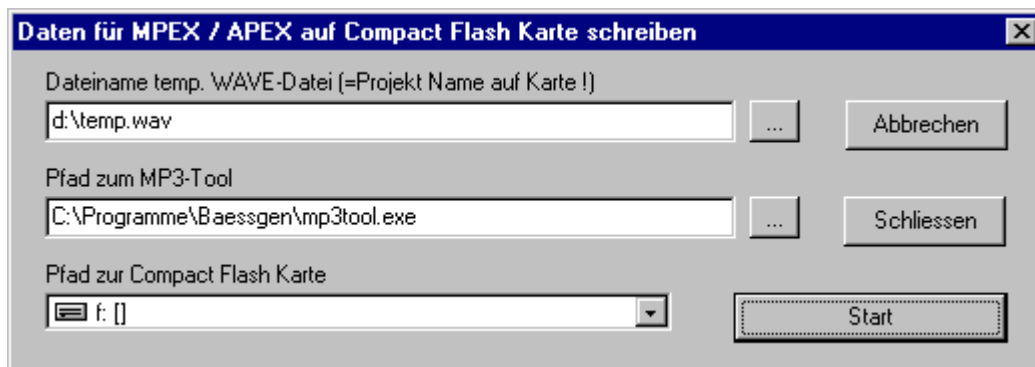 Daten für MPEX / APEX auf Compact Flash Karte schreiben
Dateiname temp. WAVE-Datei (=Projekt Name auf Karte !)
d:\temp.wav
...
Abbrechen
Pfad zum MP3-Tool
C:\Programme\Baessgen\mp3tool.exe
...
Schliessen
Pfad zur Compact Flash Karte
f: []
Start